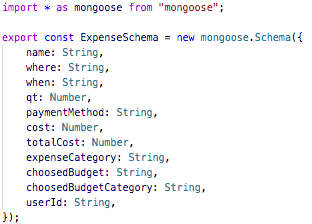 import * as mongoose from "mongoose";
export const ExpenseSchema = new mongoose.Schema({
    name: String,
    where: String,
    when: String,
    qt: Number,
    paymentMethod: String,
    cost: Number,
    totalCost: Number,
    expenseCategory: String,
    choosedBudget: String,
    choosedBudgetCategory: String,
    userId: String,
});